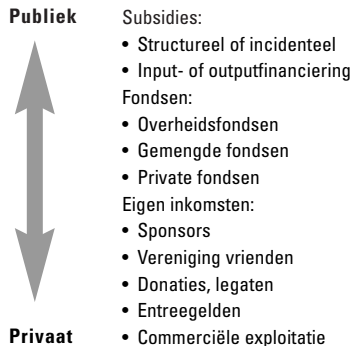 Publiek Subsidies:
• Structureel of incidenteel
• Input- of outputfinanciering
Fondsen:
• Overheidsfondsen
• Gemengde fondsen
• Private fondsen
Eigen inkomsten:
• Sponsors
• Vereniging vrienden
• Donaties, legaten
• Entreegelden
Privaat • Commerciële exploitatie